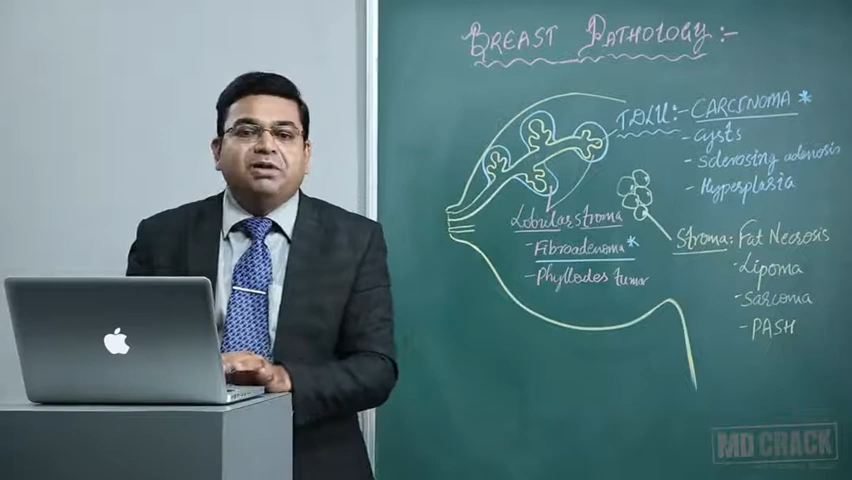 BREAST PATHOLOGY :-
TDLU:- CARCINOMA *
- cysts
- Sclerosing adenosis
- Hyperplasia
Lobular stroma
- Fibroadenoma *
- Phyllodes tumor
Stroma: Fat Necrosis
- Lipoma
- Sarcoma
- PASH
MD CRACK